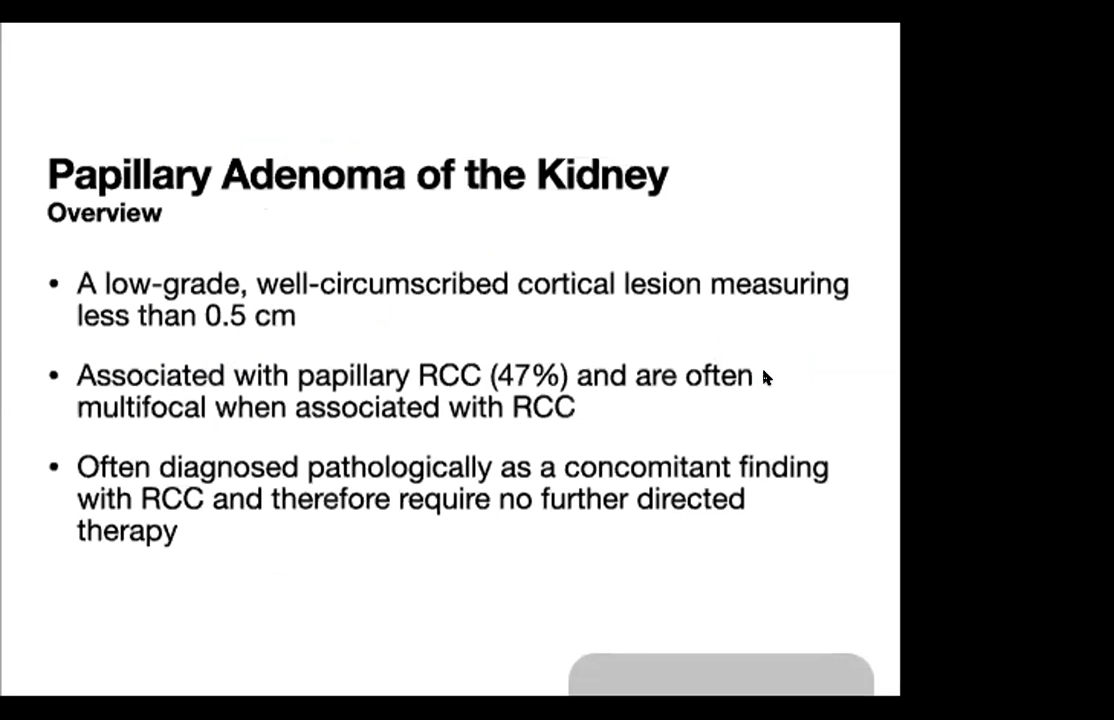 Papillary Adenoma of the Kidney
Overview
• A low-grade, well-circumscribed cortical lesion measuring
less than 0.5 cm
• Associated with papillary RCC (47%) and are often
multifocal when associated with RCC
• Often diagnosed pathologically as a concomitant finding
with RCC and therefore require no further directed
therapy